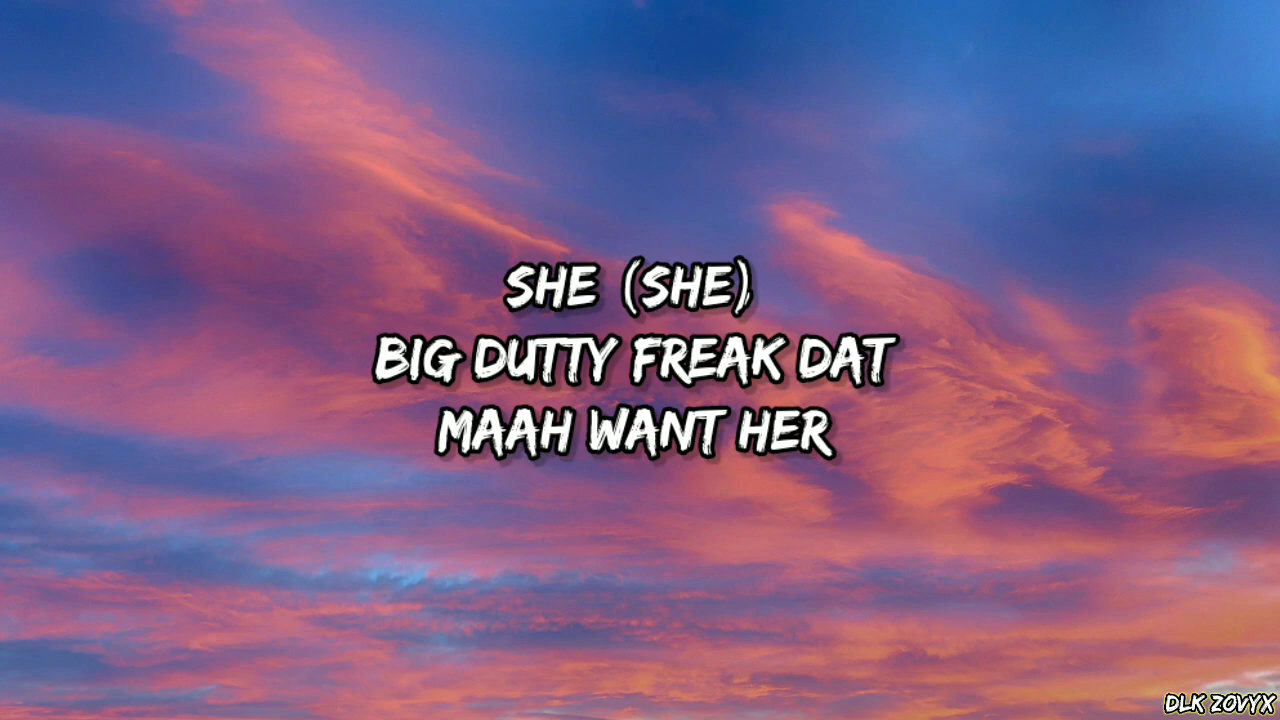 SHE (SHE)
BIG DUTTY FREAK DAT
MAAH WANT HER
DLK ZOVYX